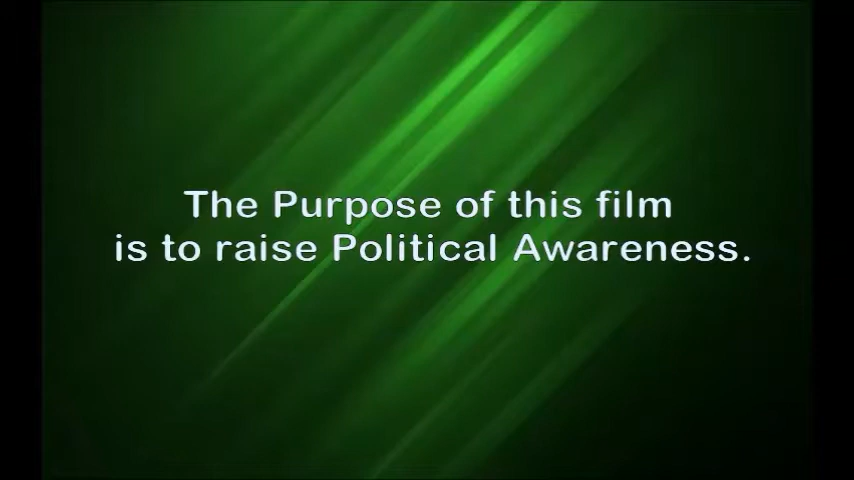 The Purpose of this film
is to raise Political Awareness.